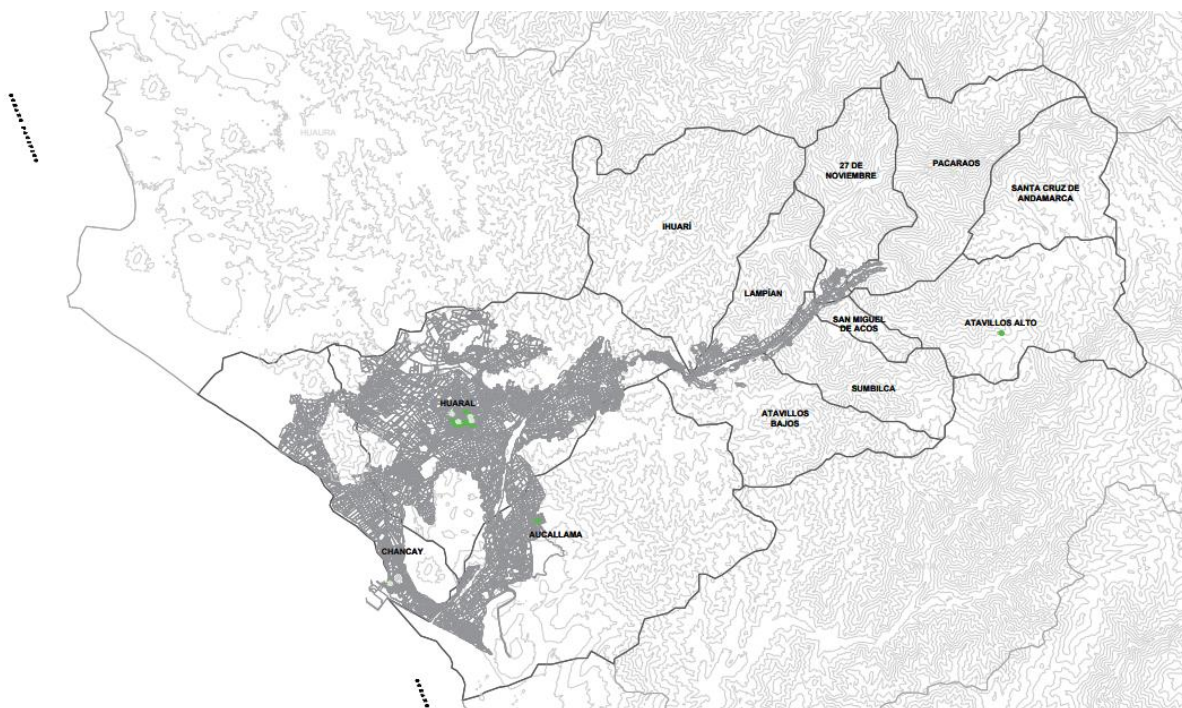 HUAURA
27 DE
NOVIEMBRE
PACARAOS
SANTA CRUZ DE
ANDAMARCA
IHUARÍ
LAMPÍAN
SAN MIGUEL
DE ACOS
ATAVILLOS ALTO
SUMBILCA
HUARAL
ATAVILLOS
BAJOS
AUCALLAMA
CHANCAY